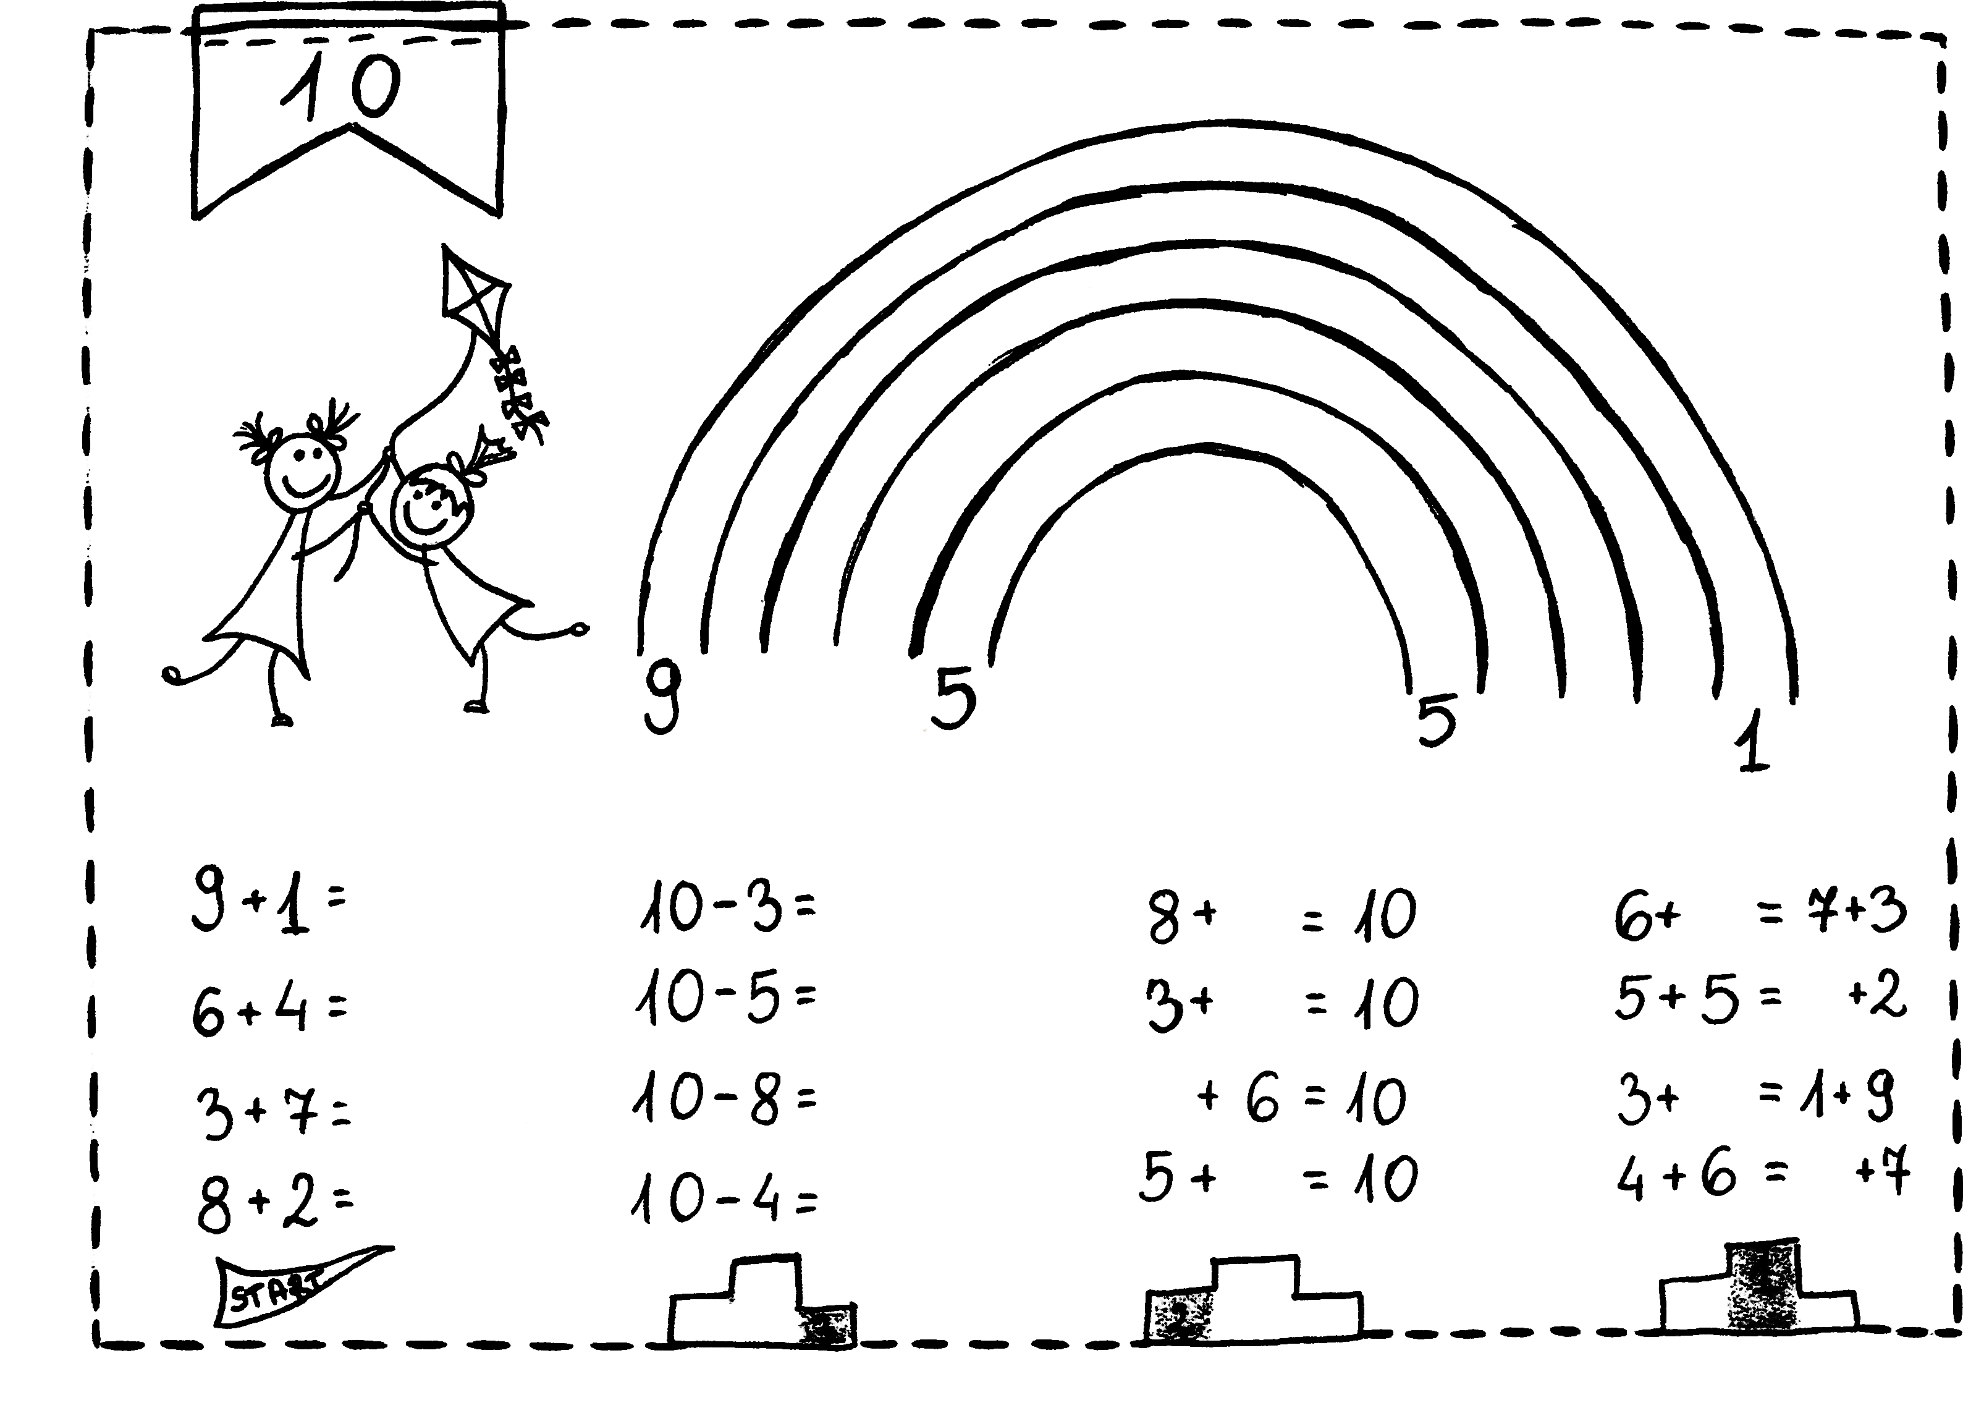 10
9 5 5 1
9+1= 10-3= 8+ = 10 6+ = 7+3
6+4= 10-5= 3+ = 10 5+5= +2
3+7= 10-8= + 6 = 10 3+ = 1+9
8+2= 10-4= 5+ = 10 4+6= +7
START